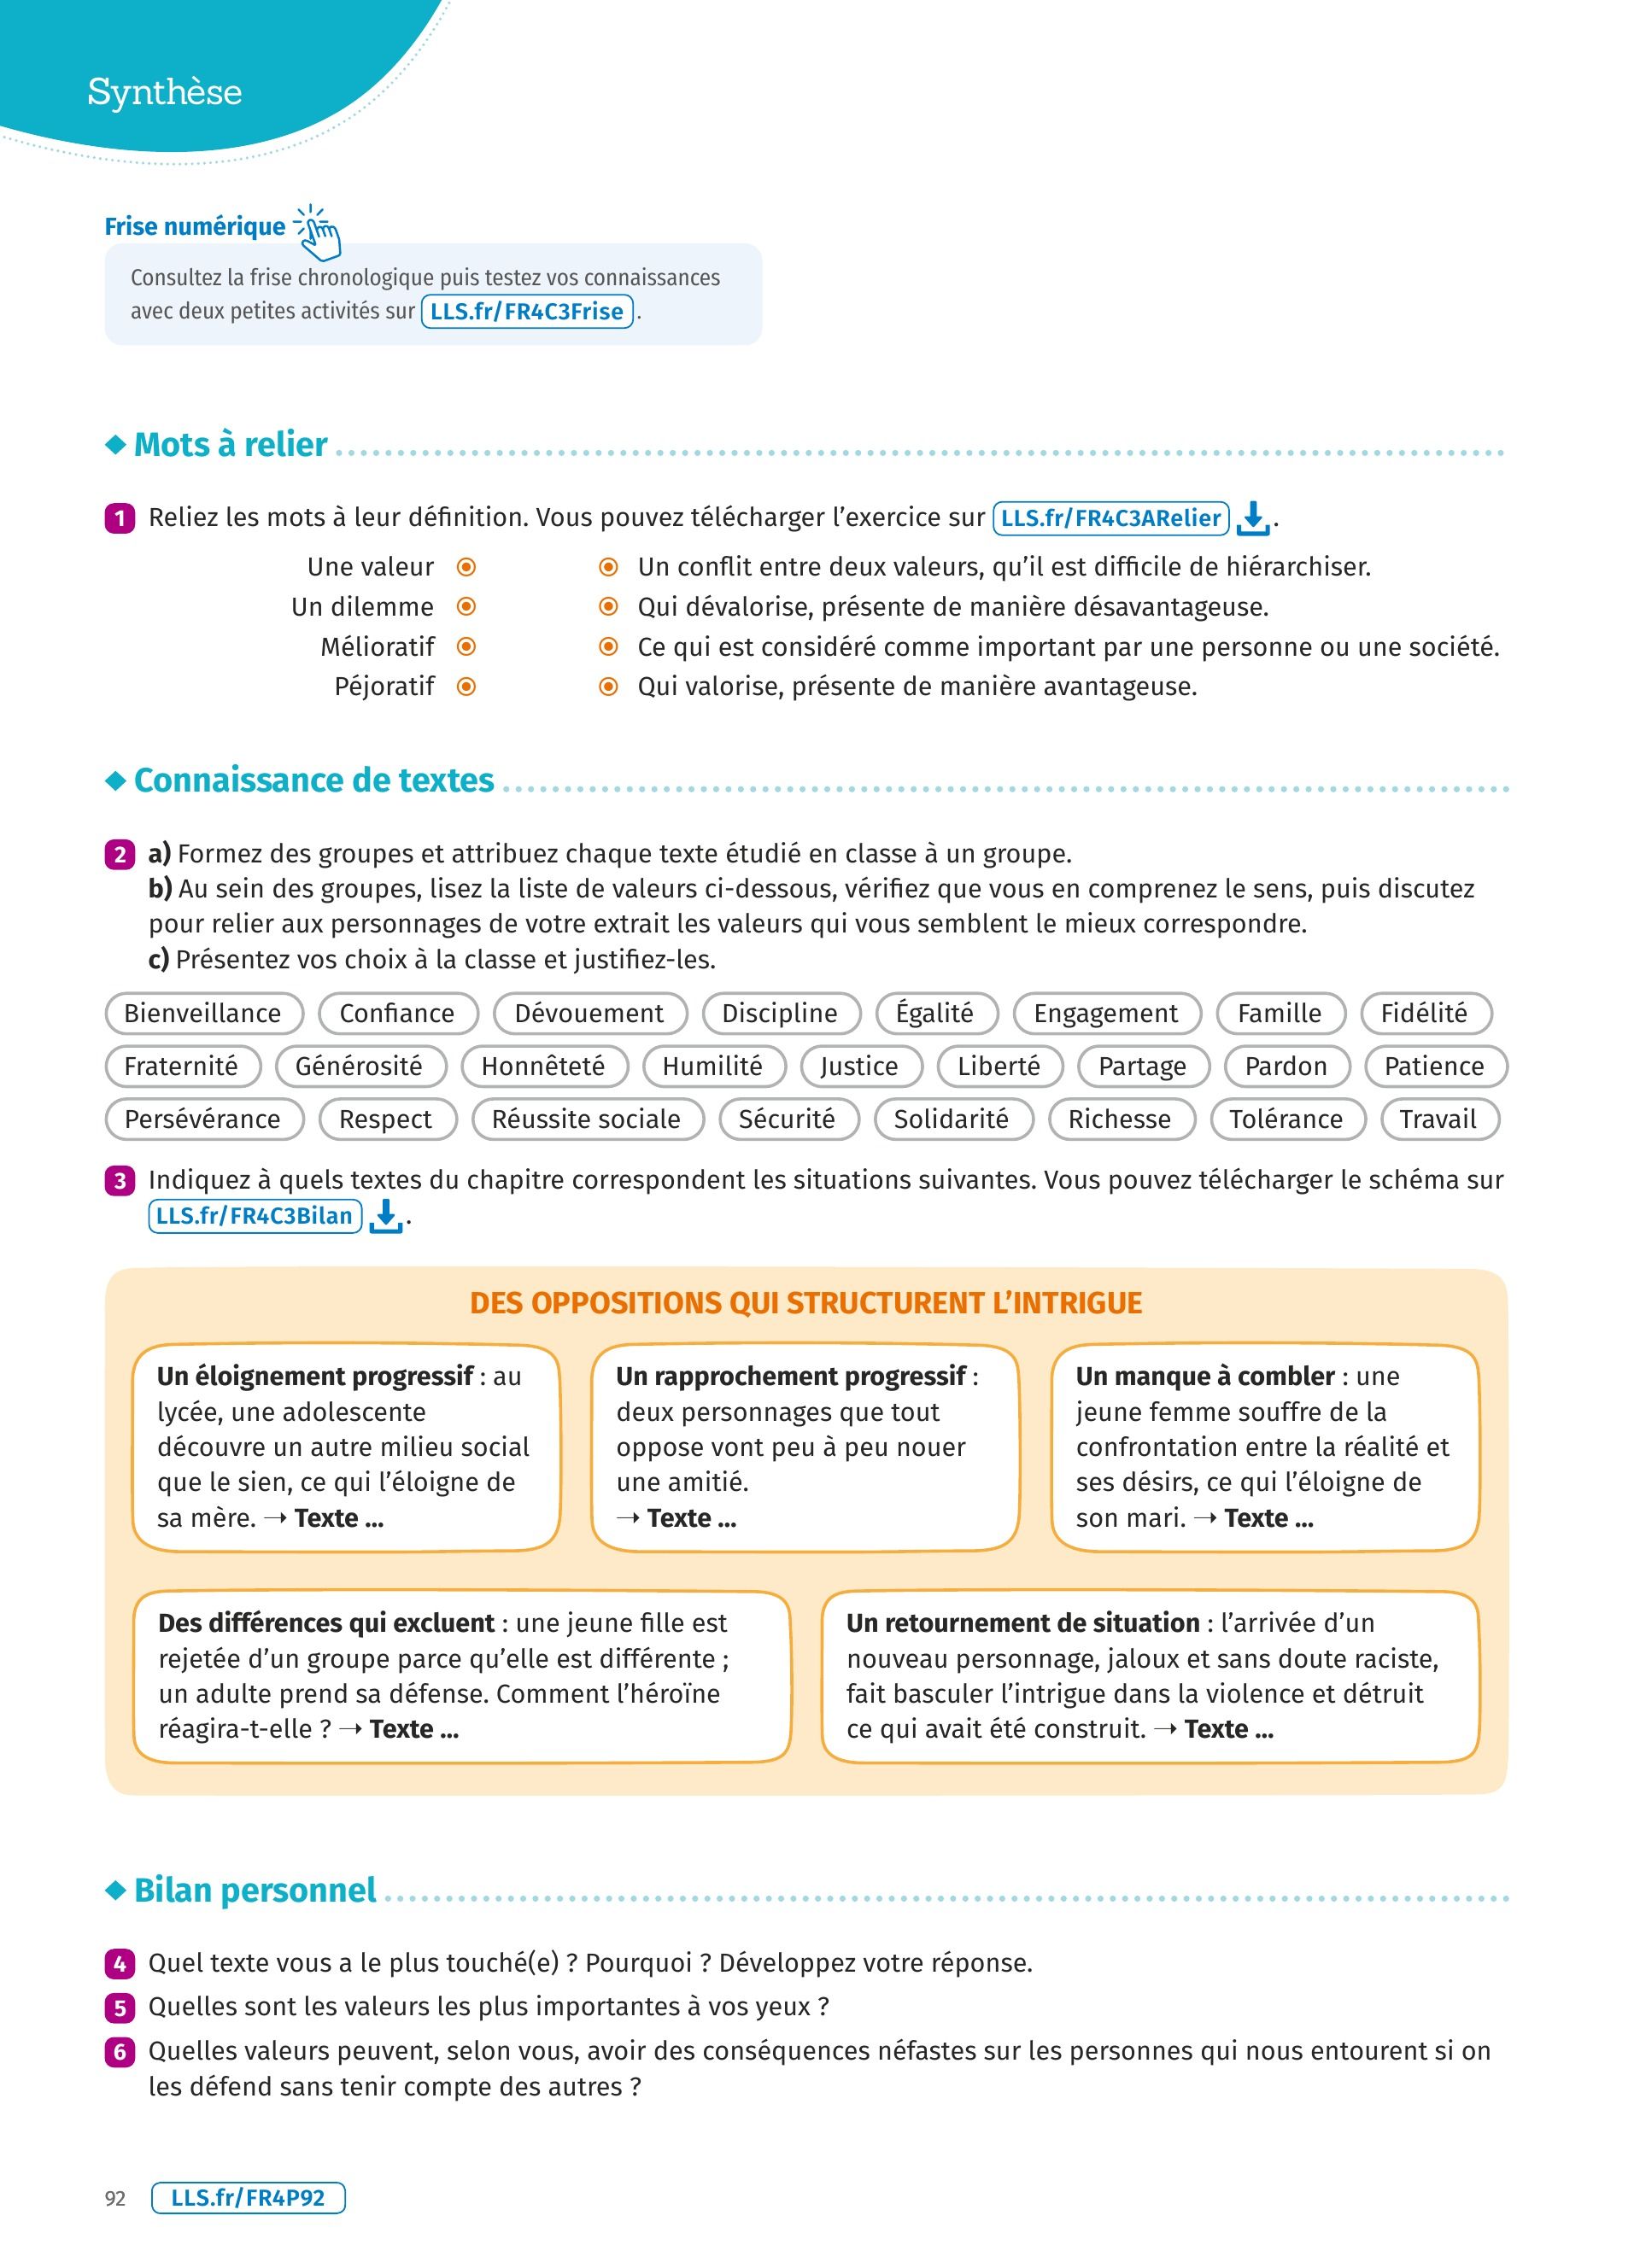 Synthèse
Frise numérique
Consultez la frise chronologique puis testez vos connaissances
avec deux petites activités sur LLS.fr/FR4C3Frise.
Mots à relier
1 Reliez les mots à leur définition. Vous pouvez télécharger l’exercice sur LLS.fr/FR4C3ARelier.
Une valeur
Un conflit entre deux valeurs, qu’il est difficile de hiérarchiser.
Un dilemme
Qui dévalorise, présente de manière désavantageuse.
Mélioratif
Ce qui est considéré comme important par une personne ou une société.
Péjoratif
Qui valorise, présente de manière avantageuse.
Connaissance de textes
2 a) Formez des groupes et attribuez chaque texte étudié en classe à un groupe.
b) Au sein des groupes, lisez la liste de valeurs ci-dessous, vérifiez que vous en comprenez le sens, puis discutez
pour relier aux personnages de votre extrait les valeurs qui vous semblent le mieux correspondre.
c) Présentez vos choix à la classe et justifiez-les.
Bienveillance Confiance Dévouement Discipline Égalité Engagement Famille Fidélité
Fraternité Générosité Honnêteté Humilité Justice Liberté Partage Pardon Patience
Persévérance Respect Réussite sociale Sécurité Solidarité Richesse Tolérance Travail
3 Indiquez à quels textes du chapitre correspondent les situations suivantes. Vous pouvez télécharger le schéma sur
LLS.fr/FR4C3Bilan.
DES OPPOSITIONS QUI STRUCTURENT L’INTRIGUE
Un éloignement progressif : au
lycée, une adolescente
découvre un autre milieu social
que le sien, ce qui l’éloigne de
sa mère. → Texte ...
Un rapprochement progressif :
deux personnages que tout
oppose vont peu à peu nouer
une amitié.
→ Texte ...
Un manque à combler : une
jeune femme souffre de la
confrontation entre la réalité et
ses désirs, ce qui l’éloigne de
son mari. → Texte ...
Des différences qui excluent : une jeune fille est
rejetée d’un groupe parce qu’elle est différente ;
un adulte prend sa défense. Comment l’héroïne
réagira-t-elle ? → Texte ...
Un retournement de situation : l’arrivée d’un
nouveau personnage, jaloux et sans doute raciste,
fait basculer l’intrigue dans la violence et détruit
ce qui avait été construit. → Texte ...
Bilan personnel
4 Quel texte vous a le plus touché(e) ? Pourquoi ? Développez votre réponse.
5 Quelles sont les valeurs les plus importantes à vos yeux ?
6 Quelles valeurs peuvent, selon vous, avoir des conséquences néfastes sur les personnes qui nous entourent si on
les défend sans tenir compte des autres ?
92 LLS.fr/FR4P92